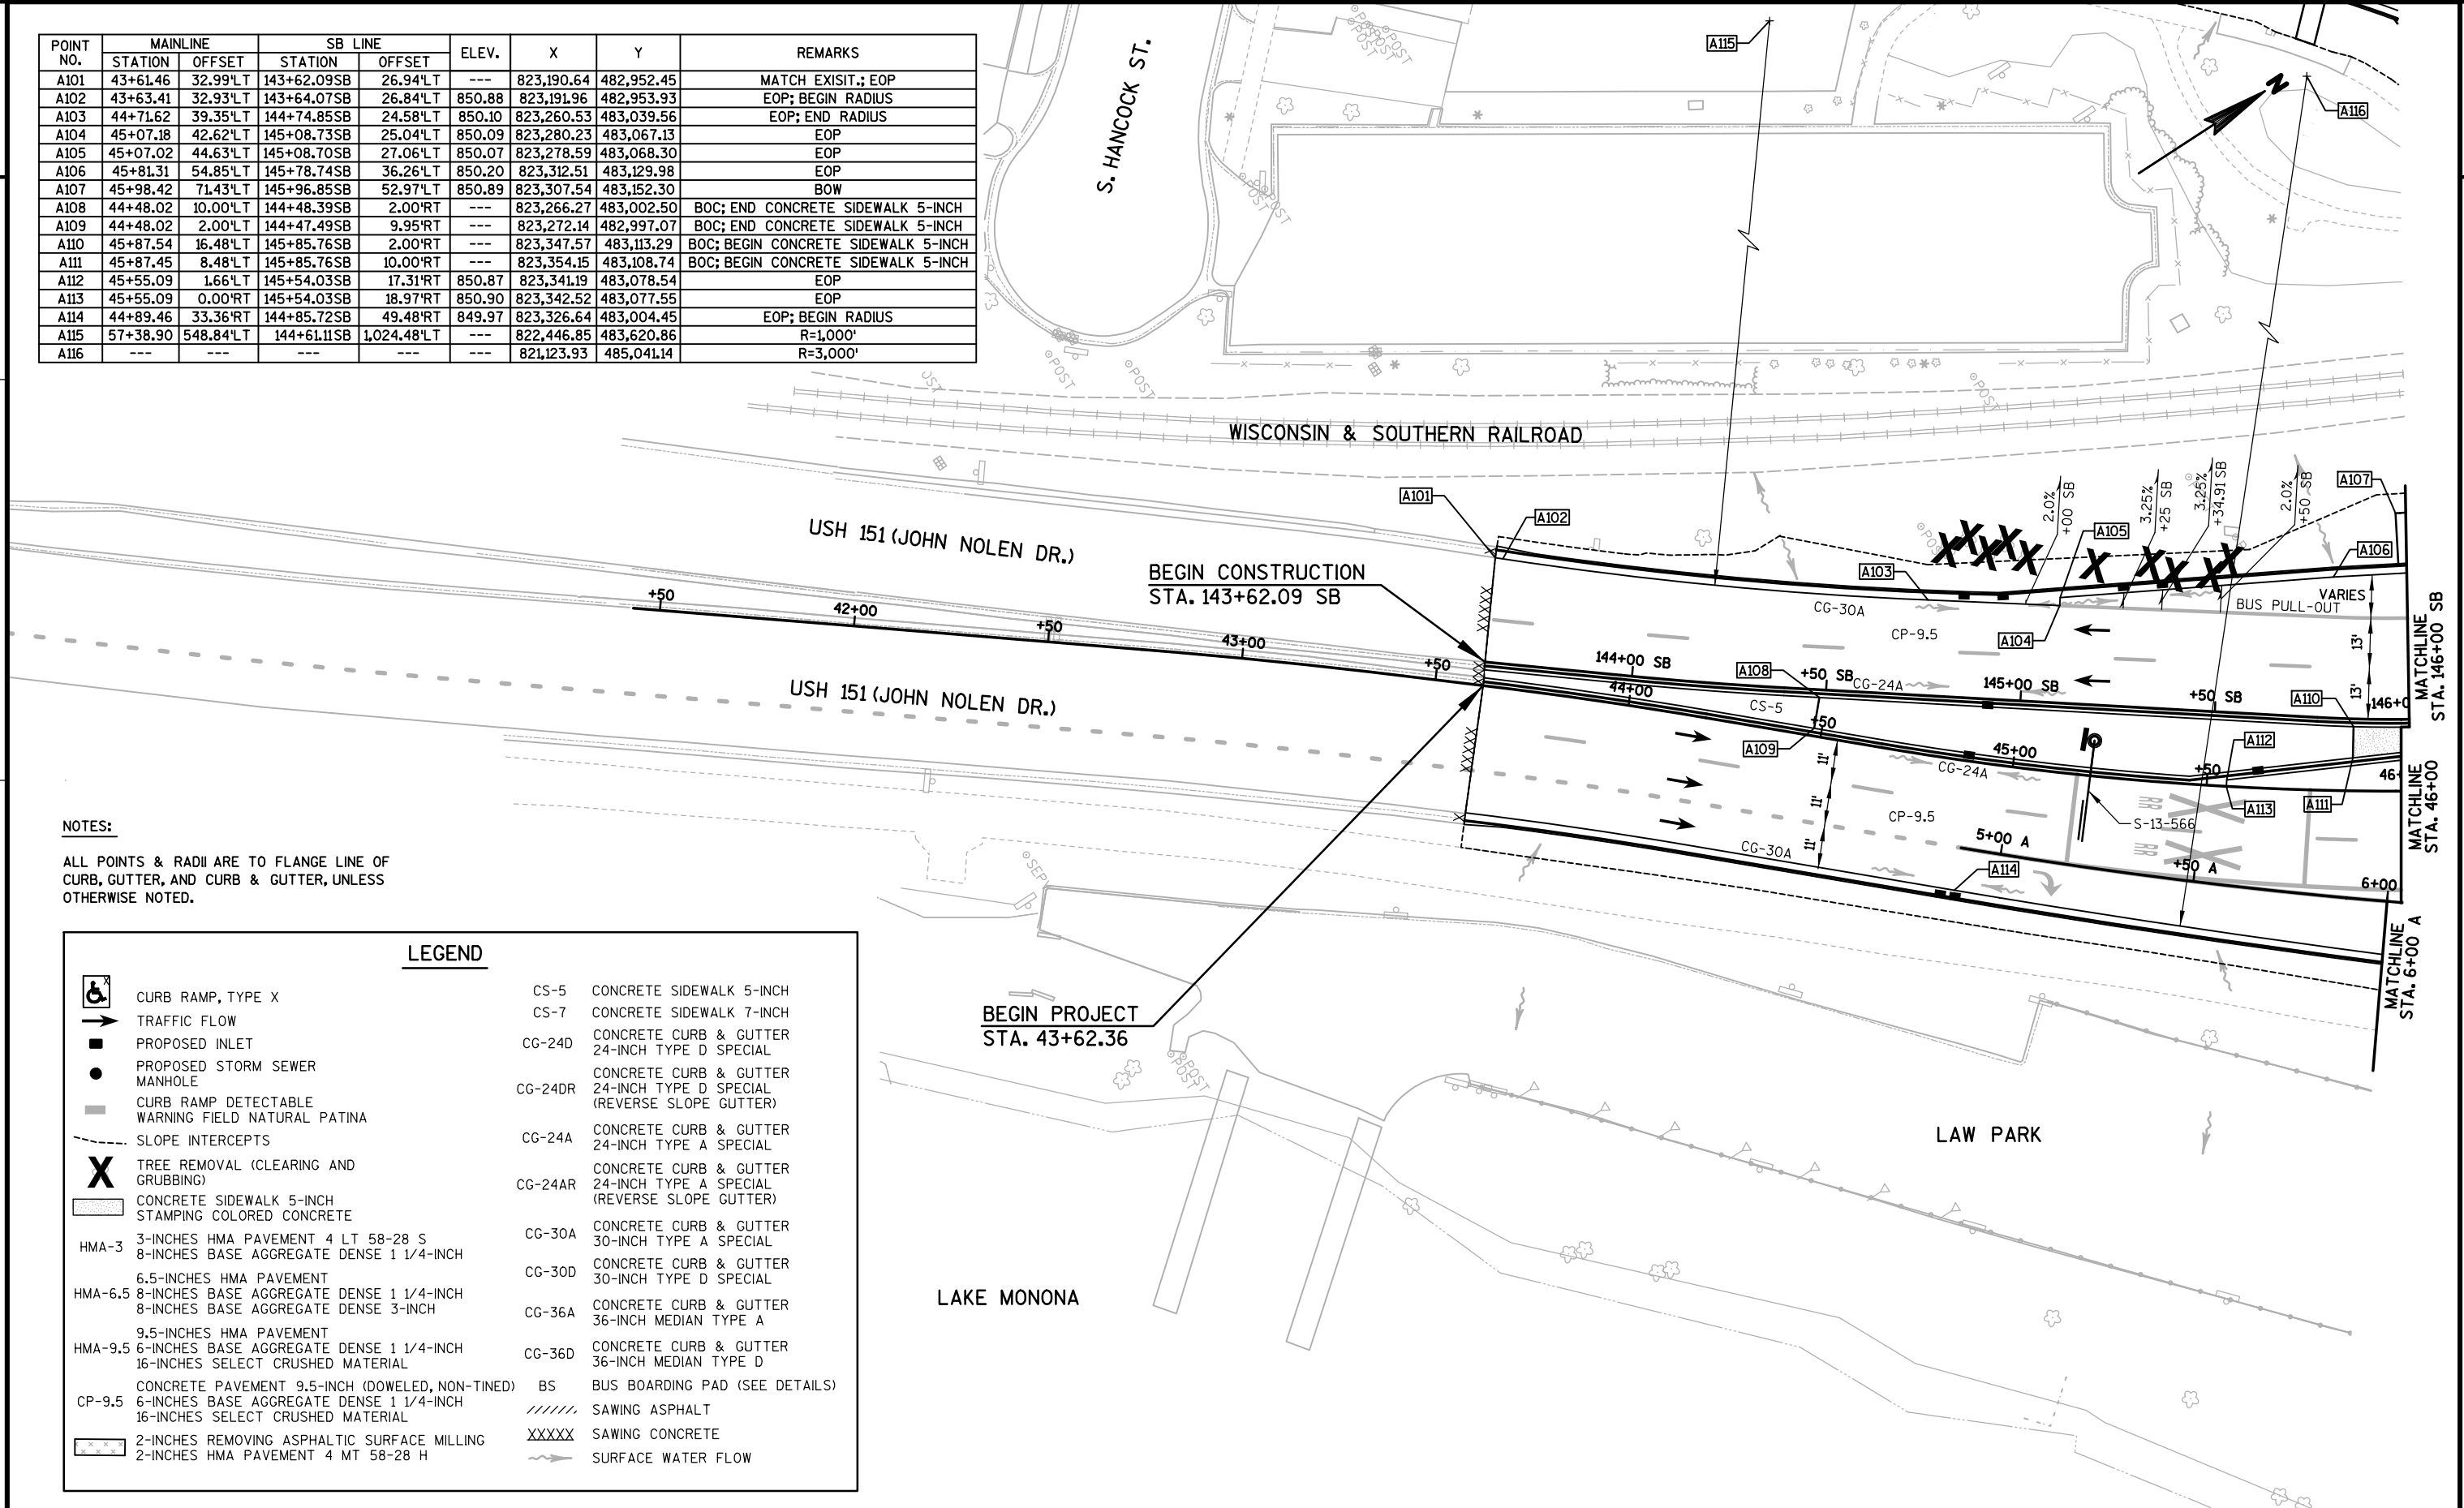 POINT NO. MAINLINE SB LINE ELEV. X Y REMARKS
STATION OFFSET STATION OFFSET
A101 43+61.46 32.99'LT 143+62.09SB 26.94'LT --- 823,190.64 482,952.45 MATCH EXISIT.; EOP
A102 43+63.41 32.93'LT 143+64.07SB 26.84'LT 850.88 823,191.96 482,953.93 EOP; BEGIN RADIUS
A103 44+71.62 39.35'LT 144+74.85SB 24.58'LT 850.10 823,260.53 483,039.56 EOP; END RADIUS
A104 45+07.18 42.62'LT 145+08.73SB 25.04'LT 850.09 823,280.23 483,067.13 EOP
A105 45+07.02 44.63'LT 145+08.70SB 27.06'LT 850.07 823,278.59 483,068.30 EOP
A106 45+81.31 54.85'LT 145+78.74SB 36.26'LT 850.20 823,312.51 483,129.98 EOP
A107 45+98.42 71.43'LT 145+96.85SB 52.97'LT 850.89 823,307.54 483,152.30 BOW
A108 44+48.02 10.00'LT 144+48.39SB 2.00'RT --- 823,266.27 483,002.50 BOC; END CONCRETE SIDEWALK 5-INCH
A109 44+48.02 2.00'LT 144+47.49SB 9.95'RT --- 823,272.14 482,997.07 BOC; END CONCRETE SIDEWALK 5-INCH
A110 45+87.54 16.48'LT 145+85.76SB 2.00'RT --- 823,347.57 483,113.29 BOC; BEGIN CONCRETE SIDEWALK 5-INCH
A111 45+87.45 8.48'LT 145+85.76SB 10.00'RT --- 823,354.15 483,108.74 BOC; BEGIN CONCRETE SIDEWALK 5-INCH
A112 45+55.09 1.66'LT 145+54.03SB 17.31'RT 850.87 823,341.19 483,078.54 EOP
A113 45+55.09 0.00'RT 145+54.03SB 18.97'RT 850.90 823,342.52 483,077.55 EOP
A114 44+89.46 33.36'RT 144+85.72SB 49.48'RT 849.97 823,326.64 483,004.45 EOP; BEGIN RADIUS
A115 57+38.90 548.84'LT 144+61.11SB 1,024.48'LT --- 822,446.85 483,620.86 R=1,000'
A116 --- --- --- --- --- 821,123.93 485,041.14 R=3,000'
S. HANCOCK ST.
POST
POST
POST
POST
POST
POST
POST
POST
A115
N
A116
WISCONSIN & SOUTHERN RAILROAD
USH 151 (JOHN NOLEN DR.)
USH 151 (JOHN NOLEN DR.)
A101
A102
BEGIN CONSTRUCTION
STA. 143+62.09 SB
A103
A104
A105
A106
A107
2.0%
+00 SB
3.25%
+25 SB
3.25%
+34.91 SB
2.0%
+50 SB
CG-30A
CP-9.5
BUS PULL-OUT
VARIES
13'
13'
MATCHLINE
STA. 146+00 SB
+50
42+00
+50
43+00
+50
144+00 SB
+50 SB
145+00 SB
+50 SB
146+0
44+00
+50
45+00
+50
46+
A108
CG-24A
CS-5
A109
A110
A111
A112
A113
CG-24A
11'
11'
11'
CP-9.5
CG-30A
S-13-566
RR
RR
5+00 A
+50 A
6+00
A114
MATCHLINE
STA. 46+00
MATCHLINE
STA. 6+00 A
BEGIN PROJECT
STA. 43+62.36
POST
POST
LAW PARK
LAKE MONONA
NOTES:
ALL POINTS & RADII ARE TO FLANGE LINE OF
CURB, GUTTER, AND CURB & GUTTER, UNLESS
OTHERWISE NOTED.
LEGEND
X
CURB RAMP, TYPE X
TRAFFIC FLOW
PROPOSED INLET
PROPOSED STORM SEWER
MANHOLE
CURB RAMP DETECTABLE
WARNING FIELD NATURAL PATINA
SLOPE INTERCEPTS
X TREE REMOVAL (CLEARING AND
GRUBBING)
CONCRETE SIDEWALK 5-INCH
STAMPING COLORED CONCRETE
HMA-3 3-INCHES HMA PAVEMENT 4 LT 58-28 S
8-INCHES BASE AGGREGATE DENSE 1 1/4-INCH
6.5-INCHES HMA PAVEMENT
HMA-6.5 8-INCHES BASE AGGREGATE DENSE 1 1/4-INCH
8-INCHES BASE AGGREGATE DENSE 3-INCH
9.5-INCHES HMA PAVEMENT
HMA-9.5 6-INCHES BASE AGGREGATE DENSE 1 1/4-INCH
16-INCHES SELECT CRUSHED MATERIAL
CONCRETE PAVEMENT 9.5-INCH (DOWELED, NON-TINED)
CP-9.5 6-INCHES BASE AGGREGATE DENSE 1 1/4-INCH
16-INCHES SELECT CRUSHED MATERIAL
2-INCHES REMOVING ASPHALTIC SURFACE MILLING
2-INCHES HMA PAVEMENT 4 MT 58-28 H
CS-5 CONCRETE SIDEWALK 5-INCH
CS-7 CONCRETE SIDEWALK 7-INCH
CG-24D CONCRETE CURB & GUTTER
24-INCH TYPE D SPECIAL
CONCRETE CURB & GUTTER
CG-24DR 24-INCH TYPE D SPECIAL
(REVERSE SLOPE GUTTER)
CG-24A CONCRETE CURB & GUTTER
24-INCH TYPE A SPECIAL
CONCRETE CURB & GUTTER
CG-24AR 24-INCH TYPE A SPECIAL
(REVERSE SLOPE GUTTER)
CG-30A CONCRETE CURB & GUTTER
30-INCH TYPE A SPECIAL
CG-30D CONCRETE CURB & GUTTER
30-INCH TYPE D SPECIAL
CG-36A CONCRETE CURB & GUTTER
36-INCH MEDIAN TYPE A
CG-36D CONCRETE CURB & GUTTER
36-INCH MEDIAN TYPE D
BS BUS BOARDING PAD (SEE DETAILS)
SAWING ASPHALT
XXXXX SAWING CONCRETE
SURFACE WATER FLOW